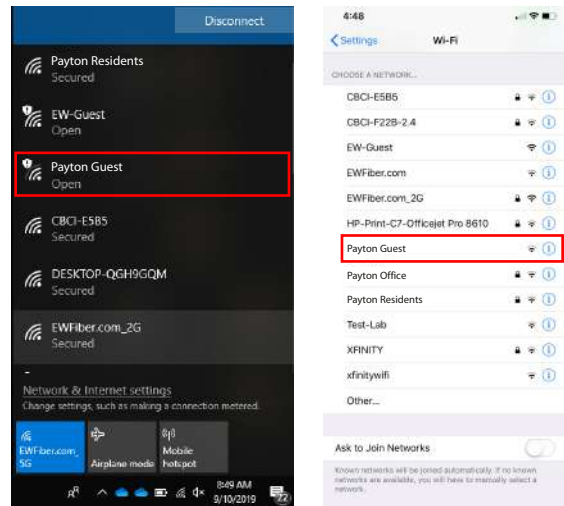 Disconnect
Payton Residents
Secured
EW-Guest
Open
Payton Guest
Open
CBCI-E5B5
Secured
DESKTOP-QGH9GQM
Secured
EWFiber.com_2G
Secured
Network & Internet settings
Change settings, such as making a connection metered.
EWFiber.com_
5G
Airplane mode
Mobile
hotspot
8:49 AM
9/10/2019
22
4:48
Settings
Wi-Fi
CHOOSE A NETWORK...
CBCI-E5B5
CBCI-F22B-2.4
EW-Guest
EWFiber.com
EWFiber.com_2G
HP-Print-C7-Officejet Pro 8610
Payton Guest
Payton Office
Payton Residents
Test-Lab
XFINITY
xfinitywifi
Other...
Ask to Join Networks
Known networks will be joined automatically. If no known
networks are available, you will have to manually select a
network.